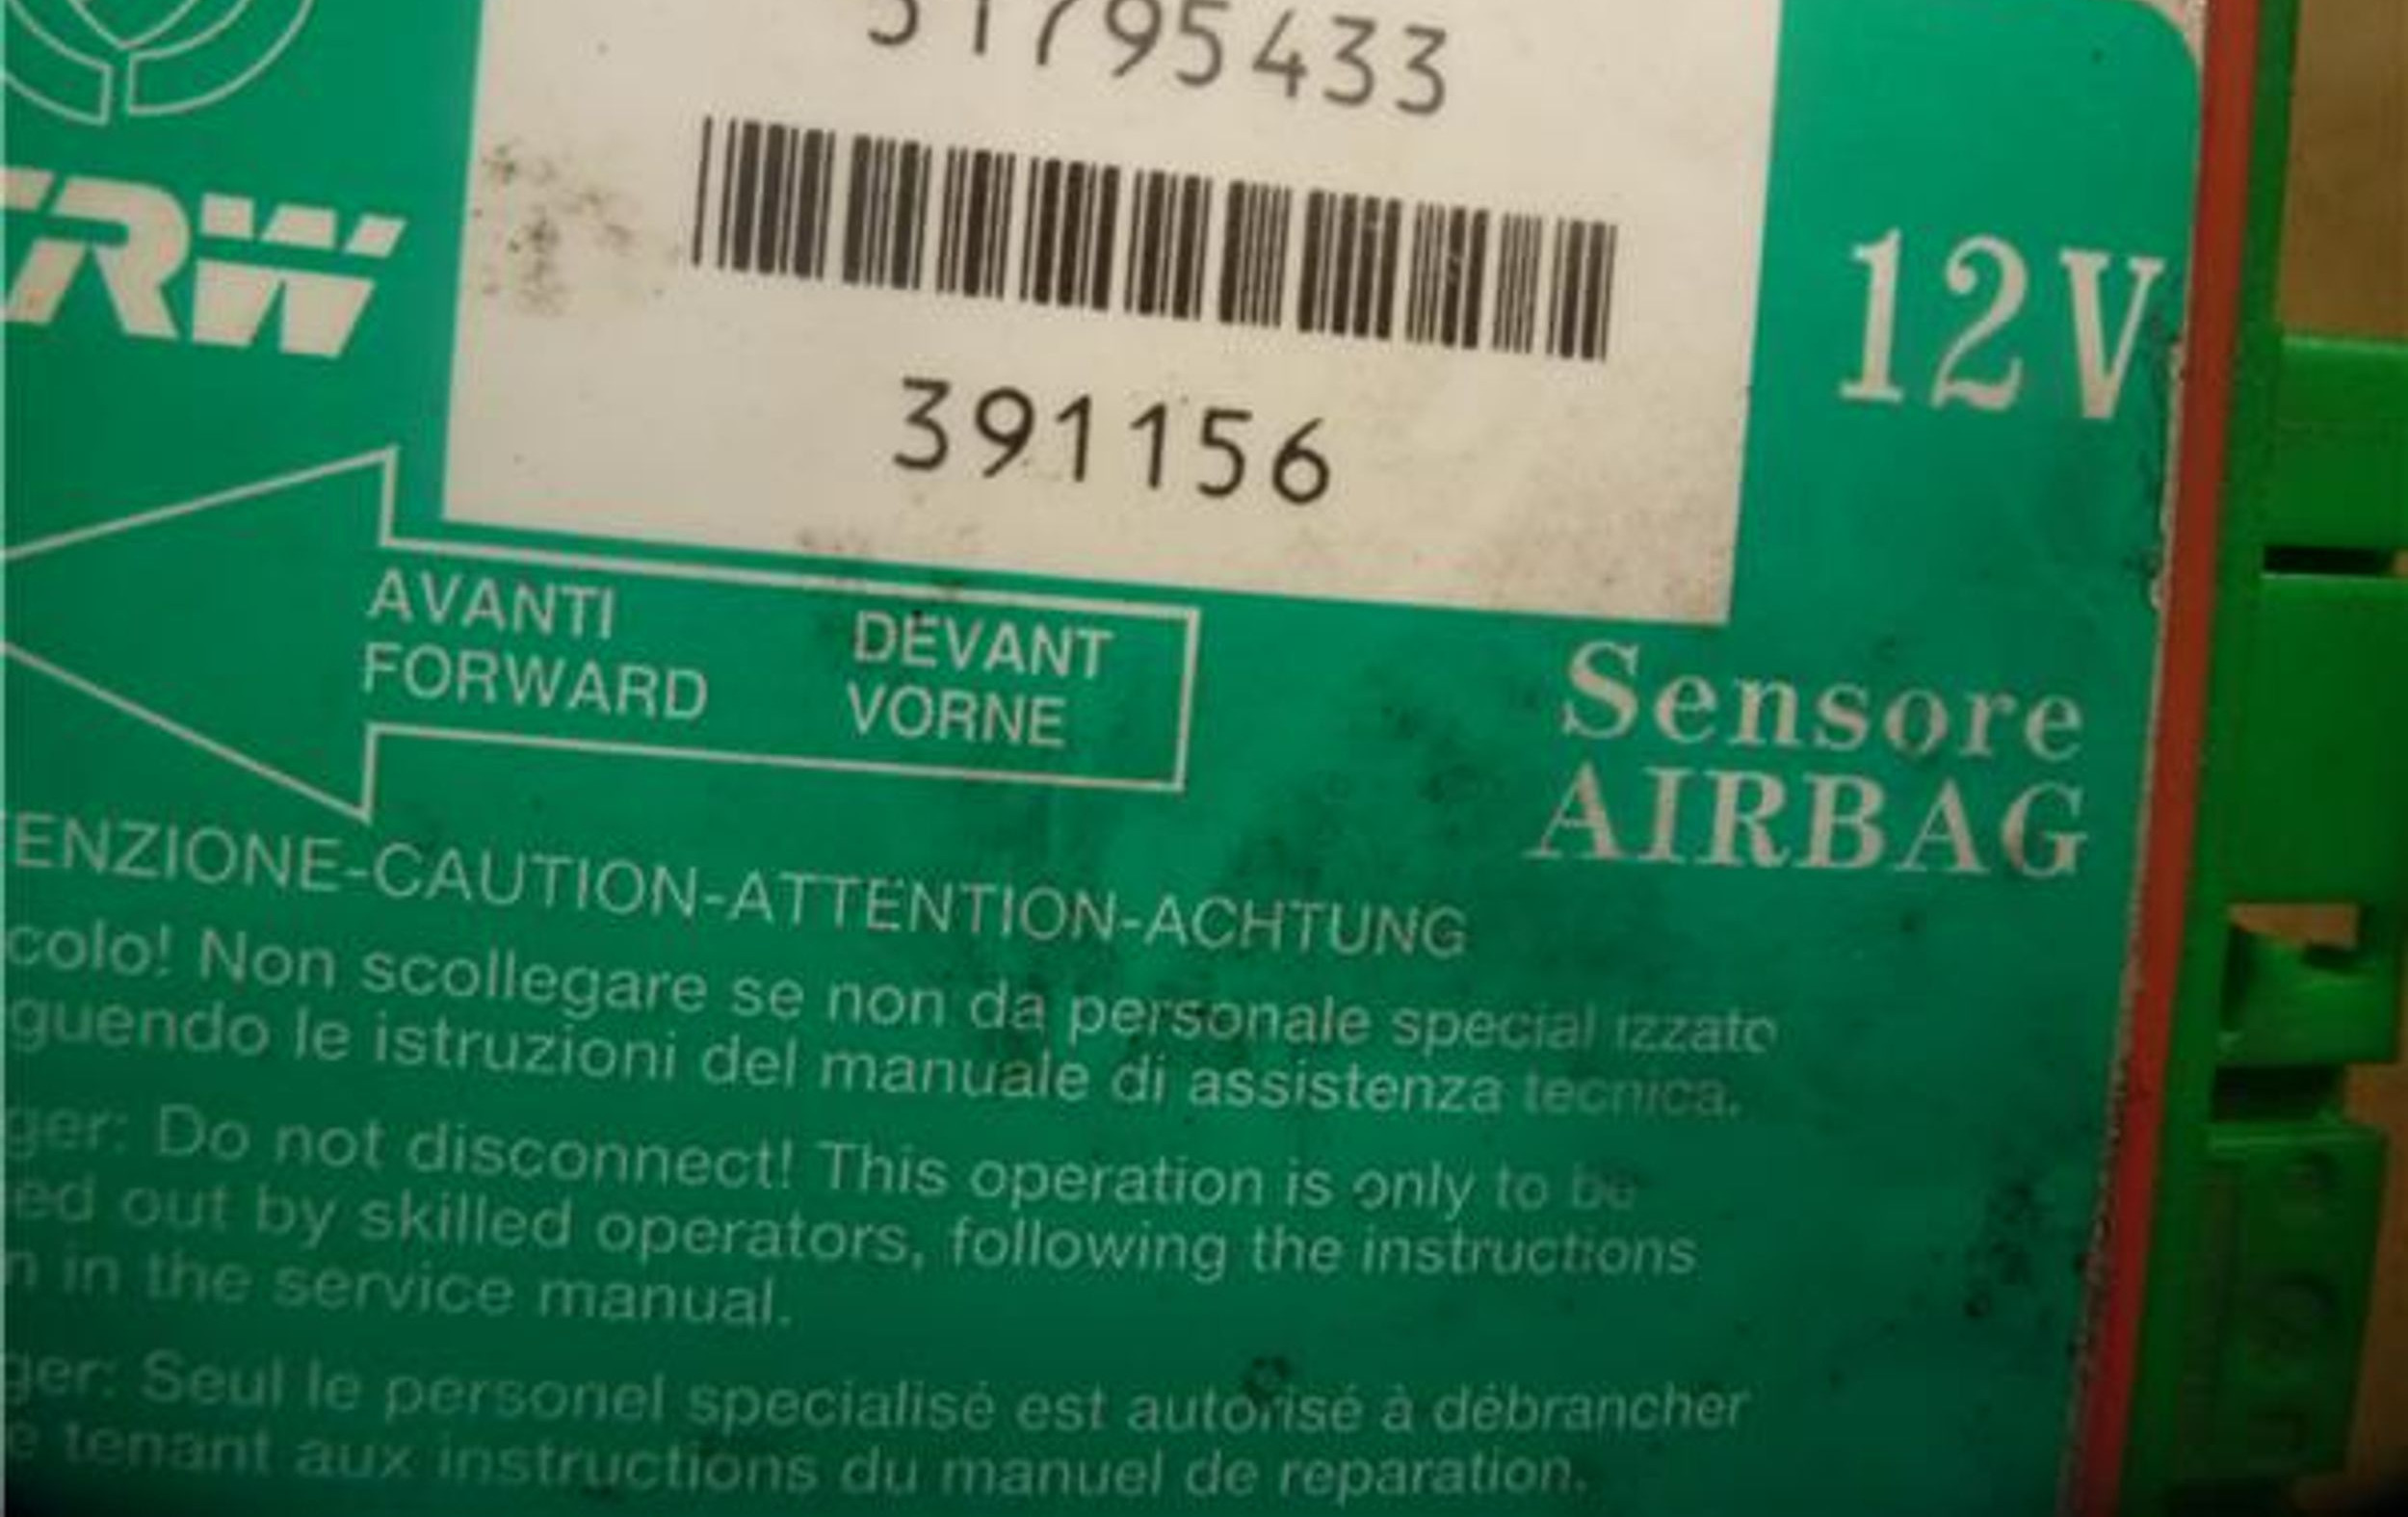 51795433
TRW
12V
391156
AVANTI DEVANT
FORWARD VORNE
Sensore
AIRBAG
ENZIONE-CAUTION-ATTENTION-ACHTUNG
colo! Non scollegare se non da personale specializzato
guendo le istruzioni del manuale di assistenza tecnica.
ger: Do not disconnect! This operation is only to be
ed out by skilled operators, following the instructions
n in the service manual.
ger: Seul le personel specialisé est autorisé à débrancher
e tenant aux instructions du manuel de reparation.